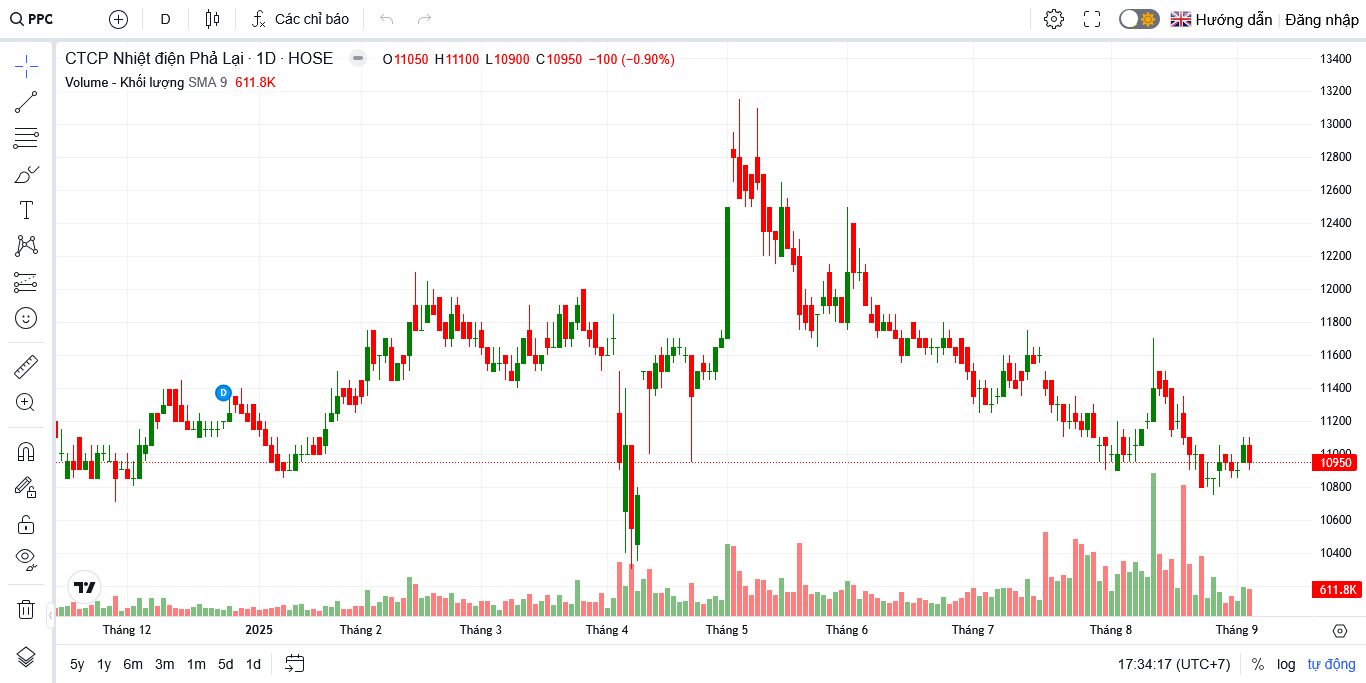 PPC D Các chỉ báo Hướng dẫn Đăng nhập
CTCP Nhiệt điện Phả Lại · 1D · HOSE O11050 H11100 L10900 C10950 −100 (−0.90%)
Volume - Khối lượng SMA 9 611.8K
13400
13200
13000
12800
12600
12400
12200
12000
11800
11600
11400
D
11200
11000
10950
10800
10600
10400
611.8K
Tháng 12 2025 Tháng 2 Tháng 3 Tháng 4 Tháng 5 Tháng 6 Tháng 7 Tháng 8 Tháng 9
5y 1y 6m 3m 1m 5d 1d 17:34:17 (UTC+7) % log tự động